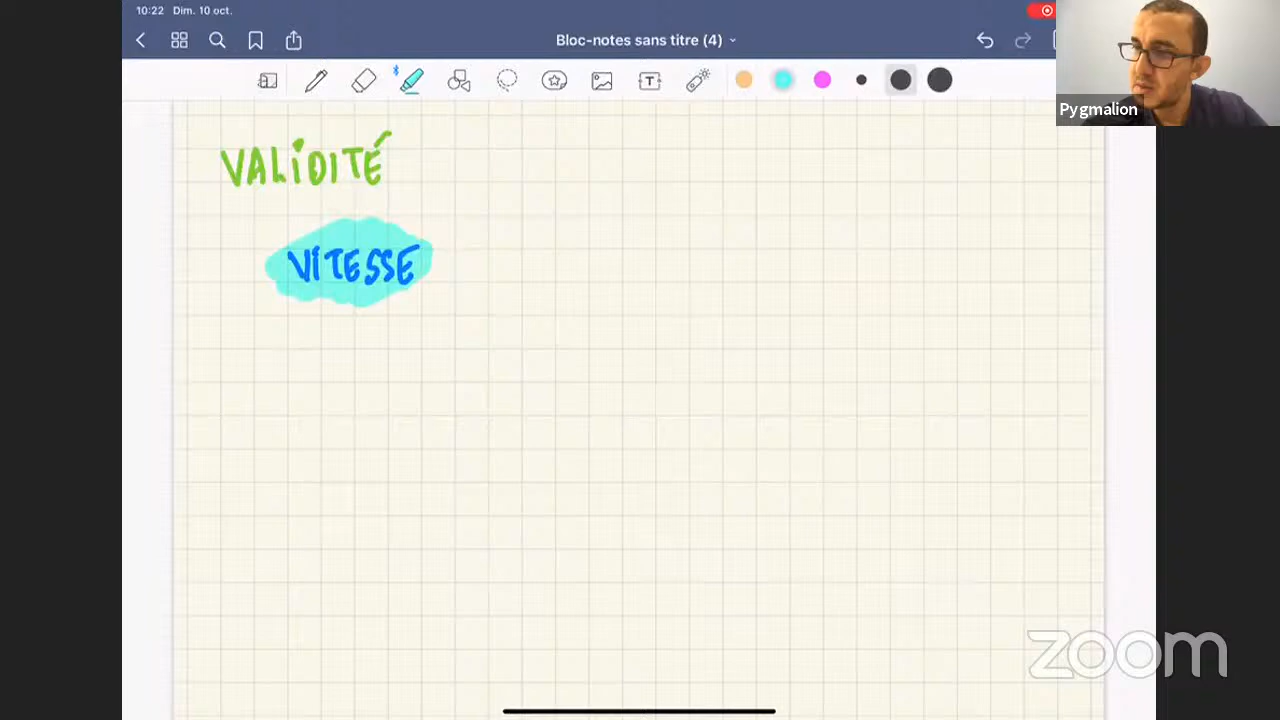 10:22 Dim. 10 oct.
Bloc-notes sans titre (4)
Pygmalion
VALIDITÉ
VITESSE
zoom